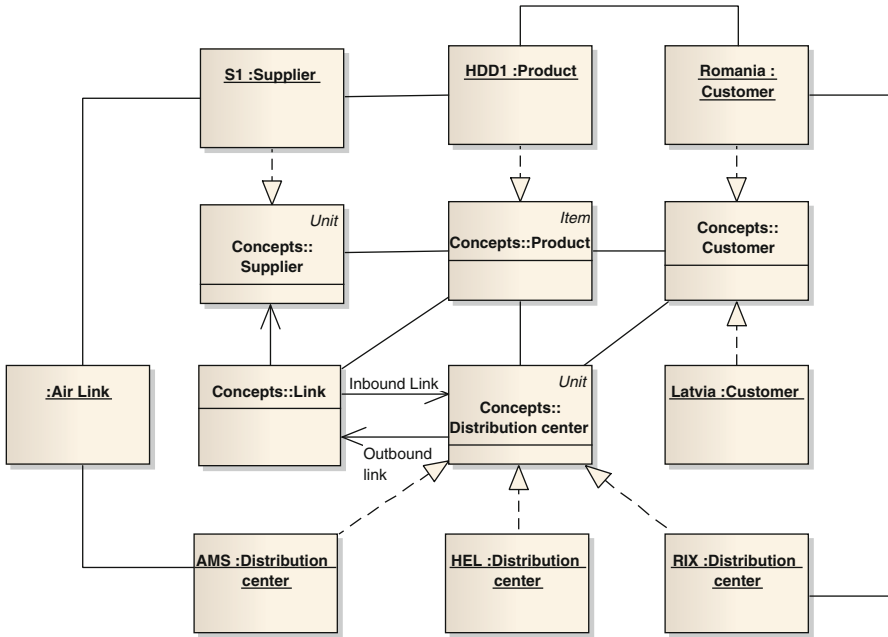 S1 :Supplier
HDD1 :Product
Romania :
Customer
Unit
Concepts::
Supplier
Item
Concepts::Product
Concepts::
Customer
:Air Link
Concepts::Link
Inbound Link
Outbound
link
Unit
Concepts::
Distribution center
Latvia :Customer
AMS :Distribution
center
HEL :Distribution
center
RIX :Distribution
center